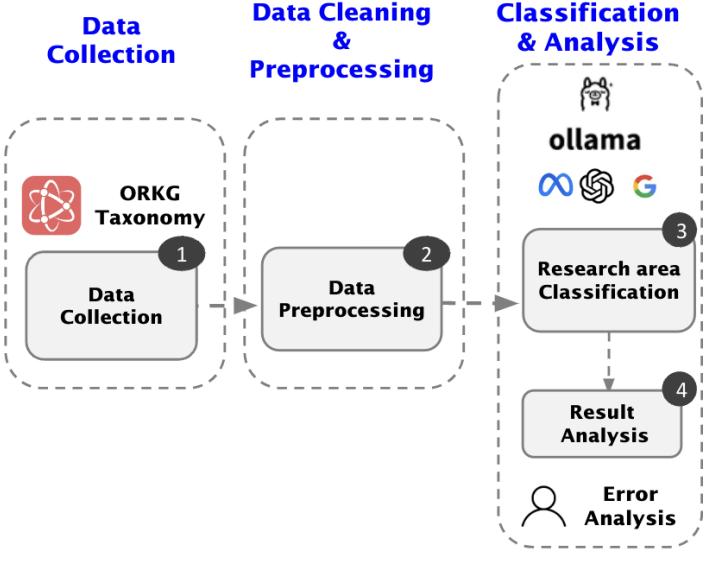 Data
Collection
Data Cleaning
&
Preprocessing
Classification
& Analysis
ORKG
Taxonomy
1
Data
Collection
2
Data
Preprocessing
ollama
3
Research area
Classification
4
Result
Analysis
Error
Analysis